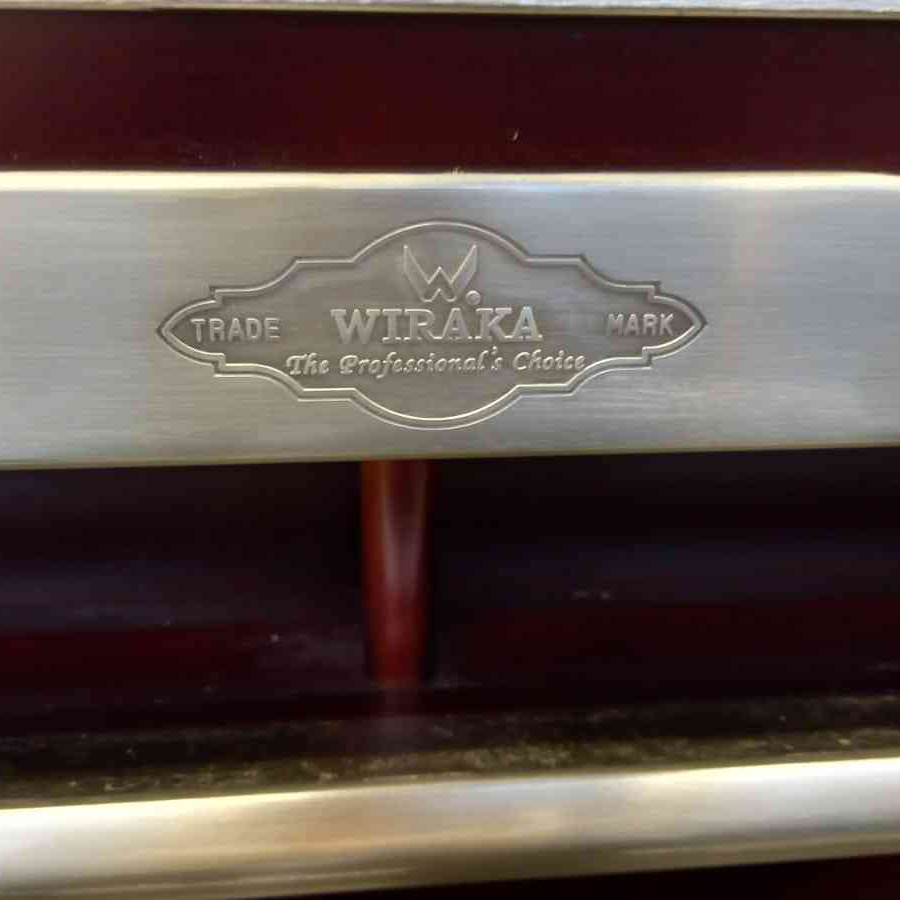 W.
TRADE WIRAKA MARK
The Professional's Choice